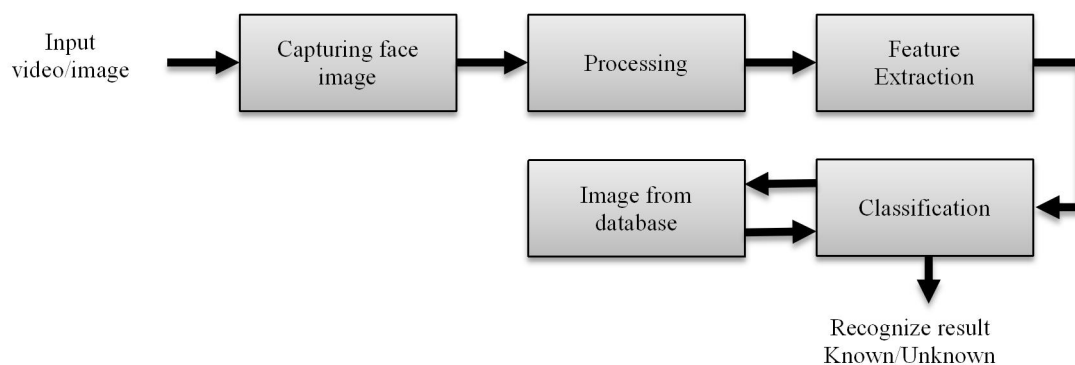 Input
video/image
Capturing face
image
Processing
Feature
Extraction
Image from
database
Classification
Recognize result
Known/Unknown